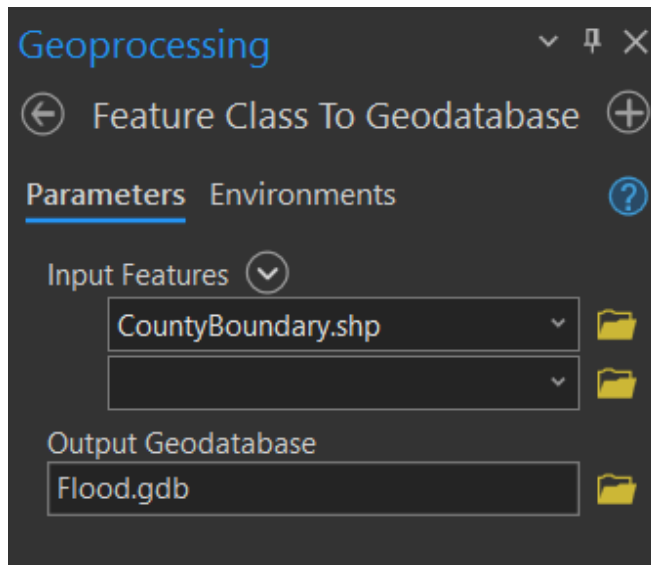 Geoprocessing
Feature Class To Geodatabase
Parameters Environments ?
Input Features
CountyBoundary.shp
Output Geodatabase
Flood.gdb